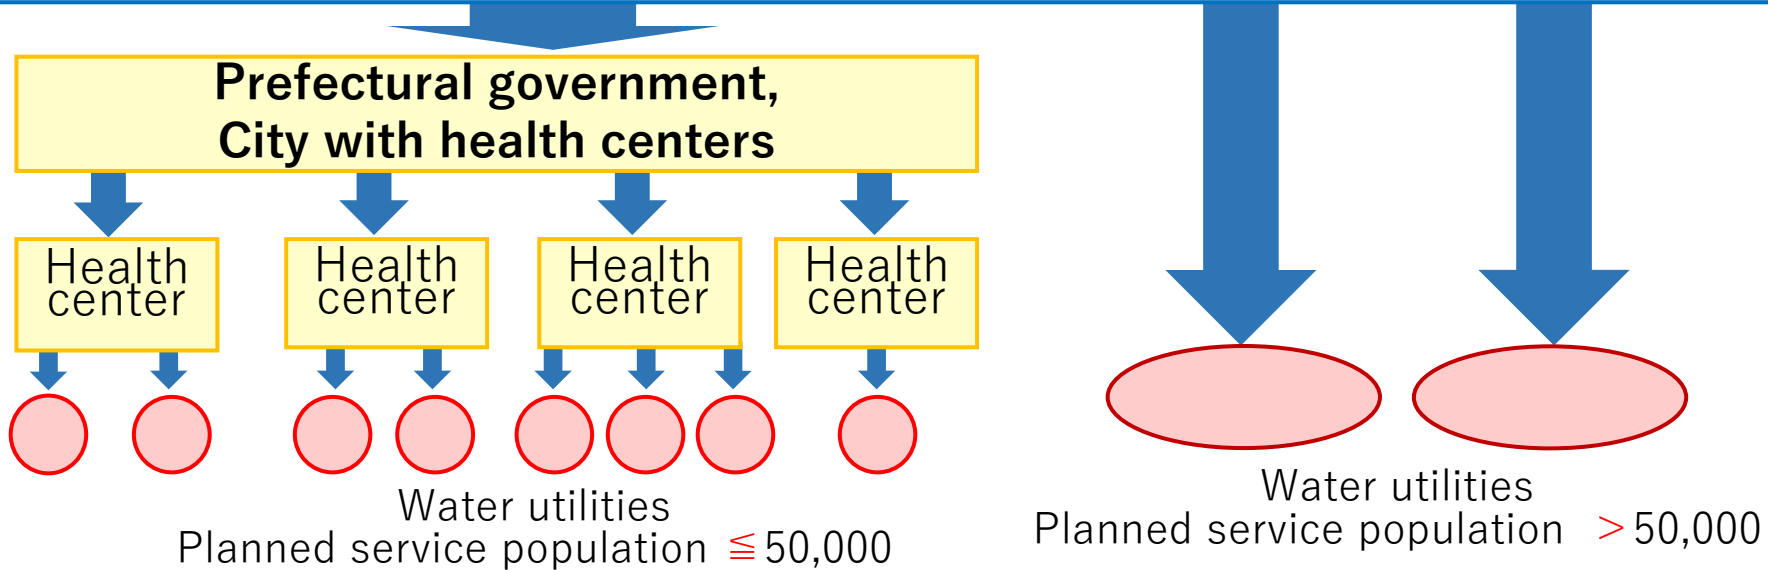 Prefectural government,
City with health centers
Health
center
Health
center
Health
center
Health
center
Water utilities
Planned service population ≦ 50,000
Water utilities
Planned service population > 50,000